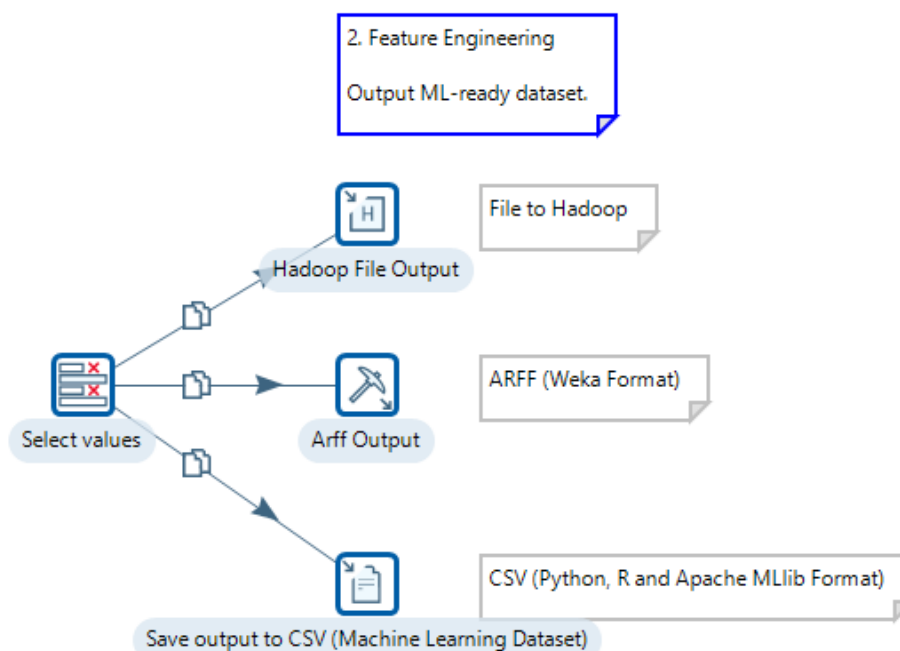 2. Feature Engineering
Output ML-ready dataset.
H
File to Hadoop
Hadoop File Output
ARFF (Weka Format)
Select values
Arff Output
CSV (Python, R and Apache MLlib Format)
Save output to CSV (Machine Learning Dataset)